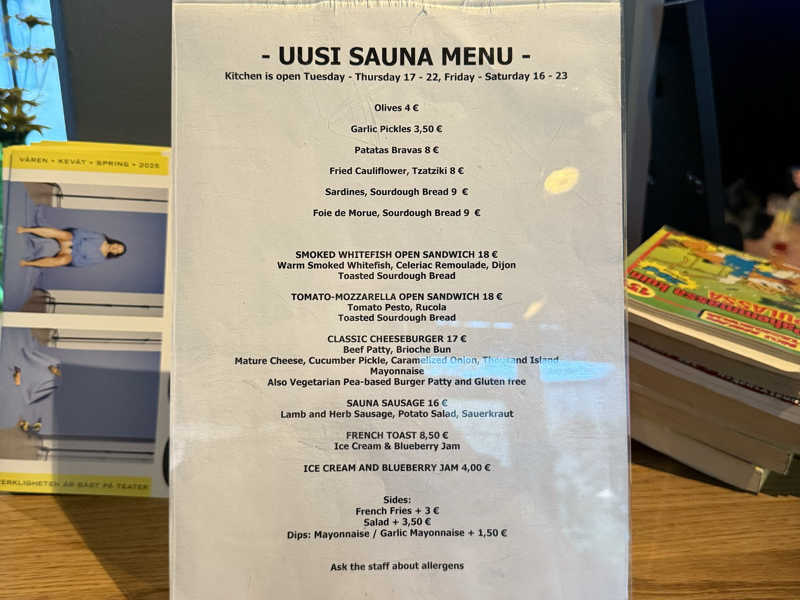 - UUSI SAUNA MENU -
Kitchen is open Tuesday - Thursday 17 - 22, Friday - Saturday 16 - 23
Olives 4 €
Garlic Pickles 3,50 €
Patatas Bravas 8 €
Fried Cauliflower, Tzatziki 8 €
Sardines, Sourdough Bread 9 €
Foie de Morue, Sourdough Bread 9 €
SMOKED WHITEFISH OPEN SANDWICH 18 €
Warm Smoked Whitefish, Celeriac Remoulade, Dijon
Toasted Sourdough Bread
TOMATO-MOZZARELLA OPEN SANDWICH 18 €
Tomato Pesto, Rucola
Toasted Sourdough Bread
CLASSIC CHEESEBURGER 17 €
Beef Patty, Brioche Bun
Mature Cheese, Cucumber Pickle, Caramelized Onion, Thousand Island
Mayonnaise
Also Vegetarian Pea-based Burger Patty and Gluten free
SAUNA SAUSAGE 16 €
Lamb and Herb Sausage, Potato Salad, Sauerkraut
FRENCH TOAST 8,50 €
Ice Cream & Blueberry Jam
ICE CREAM AND BLUEBERRY JAM 4,00 €
Sides:
French Fries + 3 €
Salad + 3,50 €
Dips: Mayonnaise / Garlic Mayonnaise + 1,50 €
Ask the staff about allergens
VÅREN • KEVÄT • SPRING • 2025
ERKLIGHETEN ÄR BÄST PÅ TEATER
15